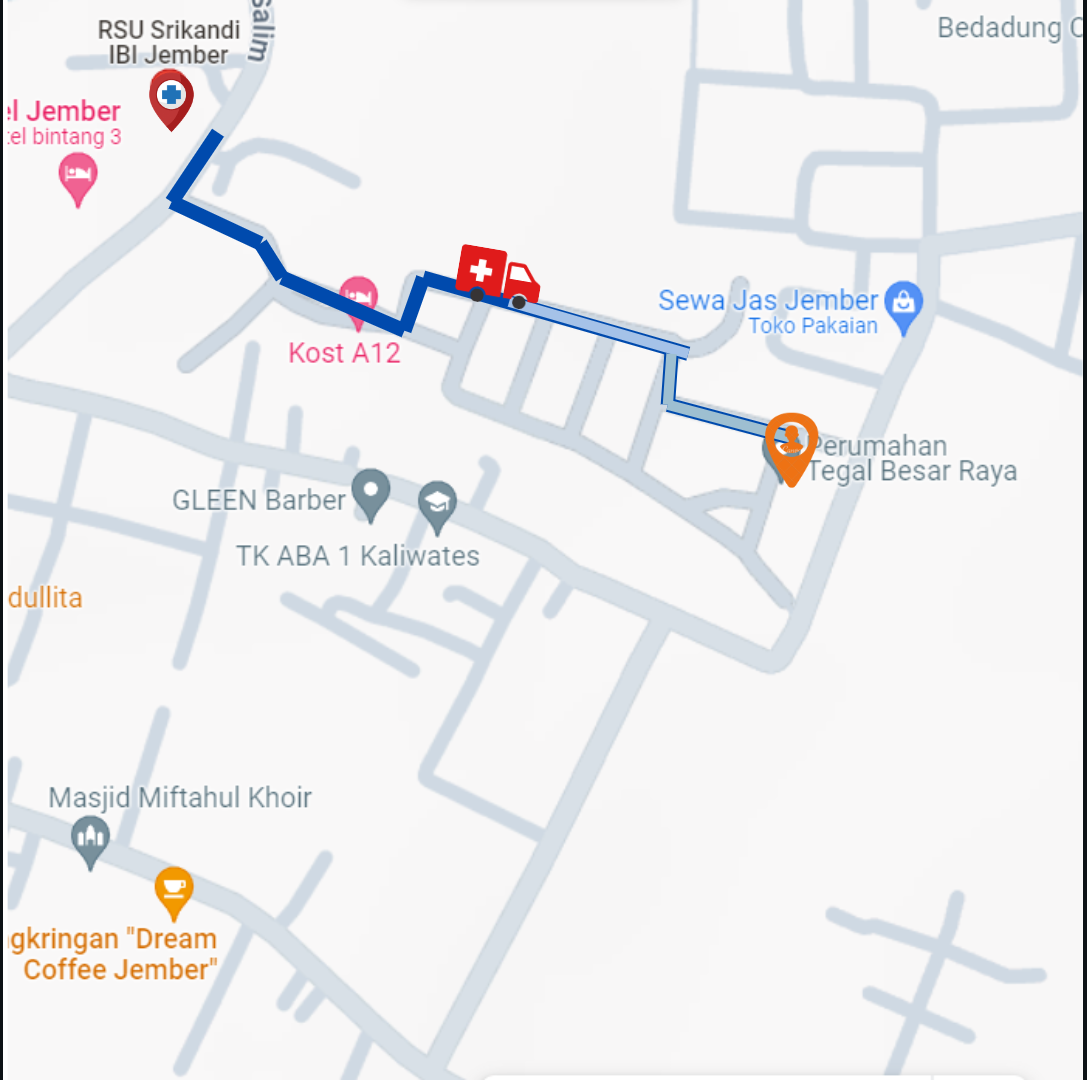 Salim
RSU Srikandi
IBI Jember
Bedadung
el Jember
tel bintang 3
Sewa Jas Jember
Toko Pakaian
Kost A12
Perumahan
Tegal Besar Raya
GLEEN Barber
TK ABA 1 Kaliwates
dullita
Masjid Miftahul Khoir
gkringan "Dream
Coffee Jember"